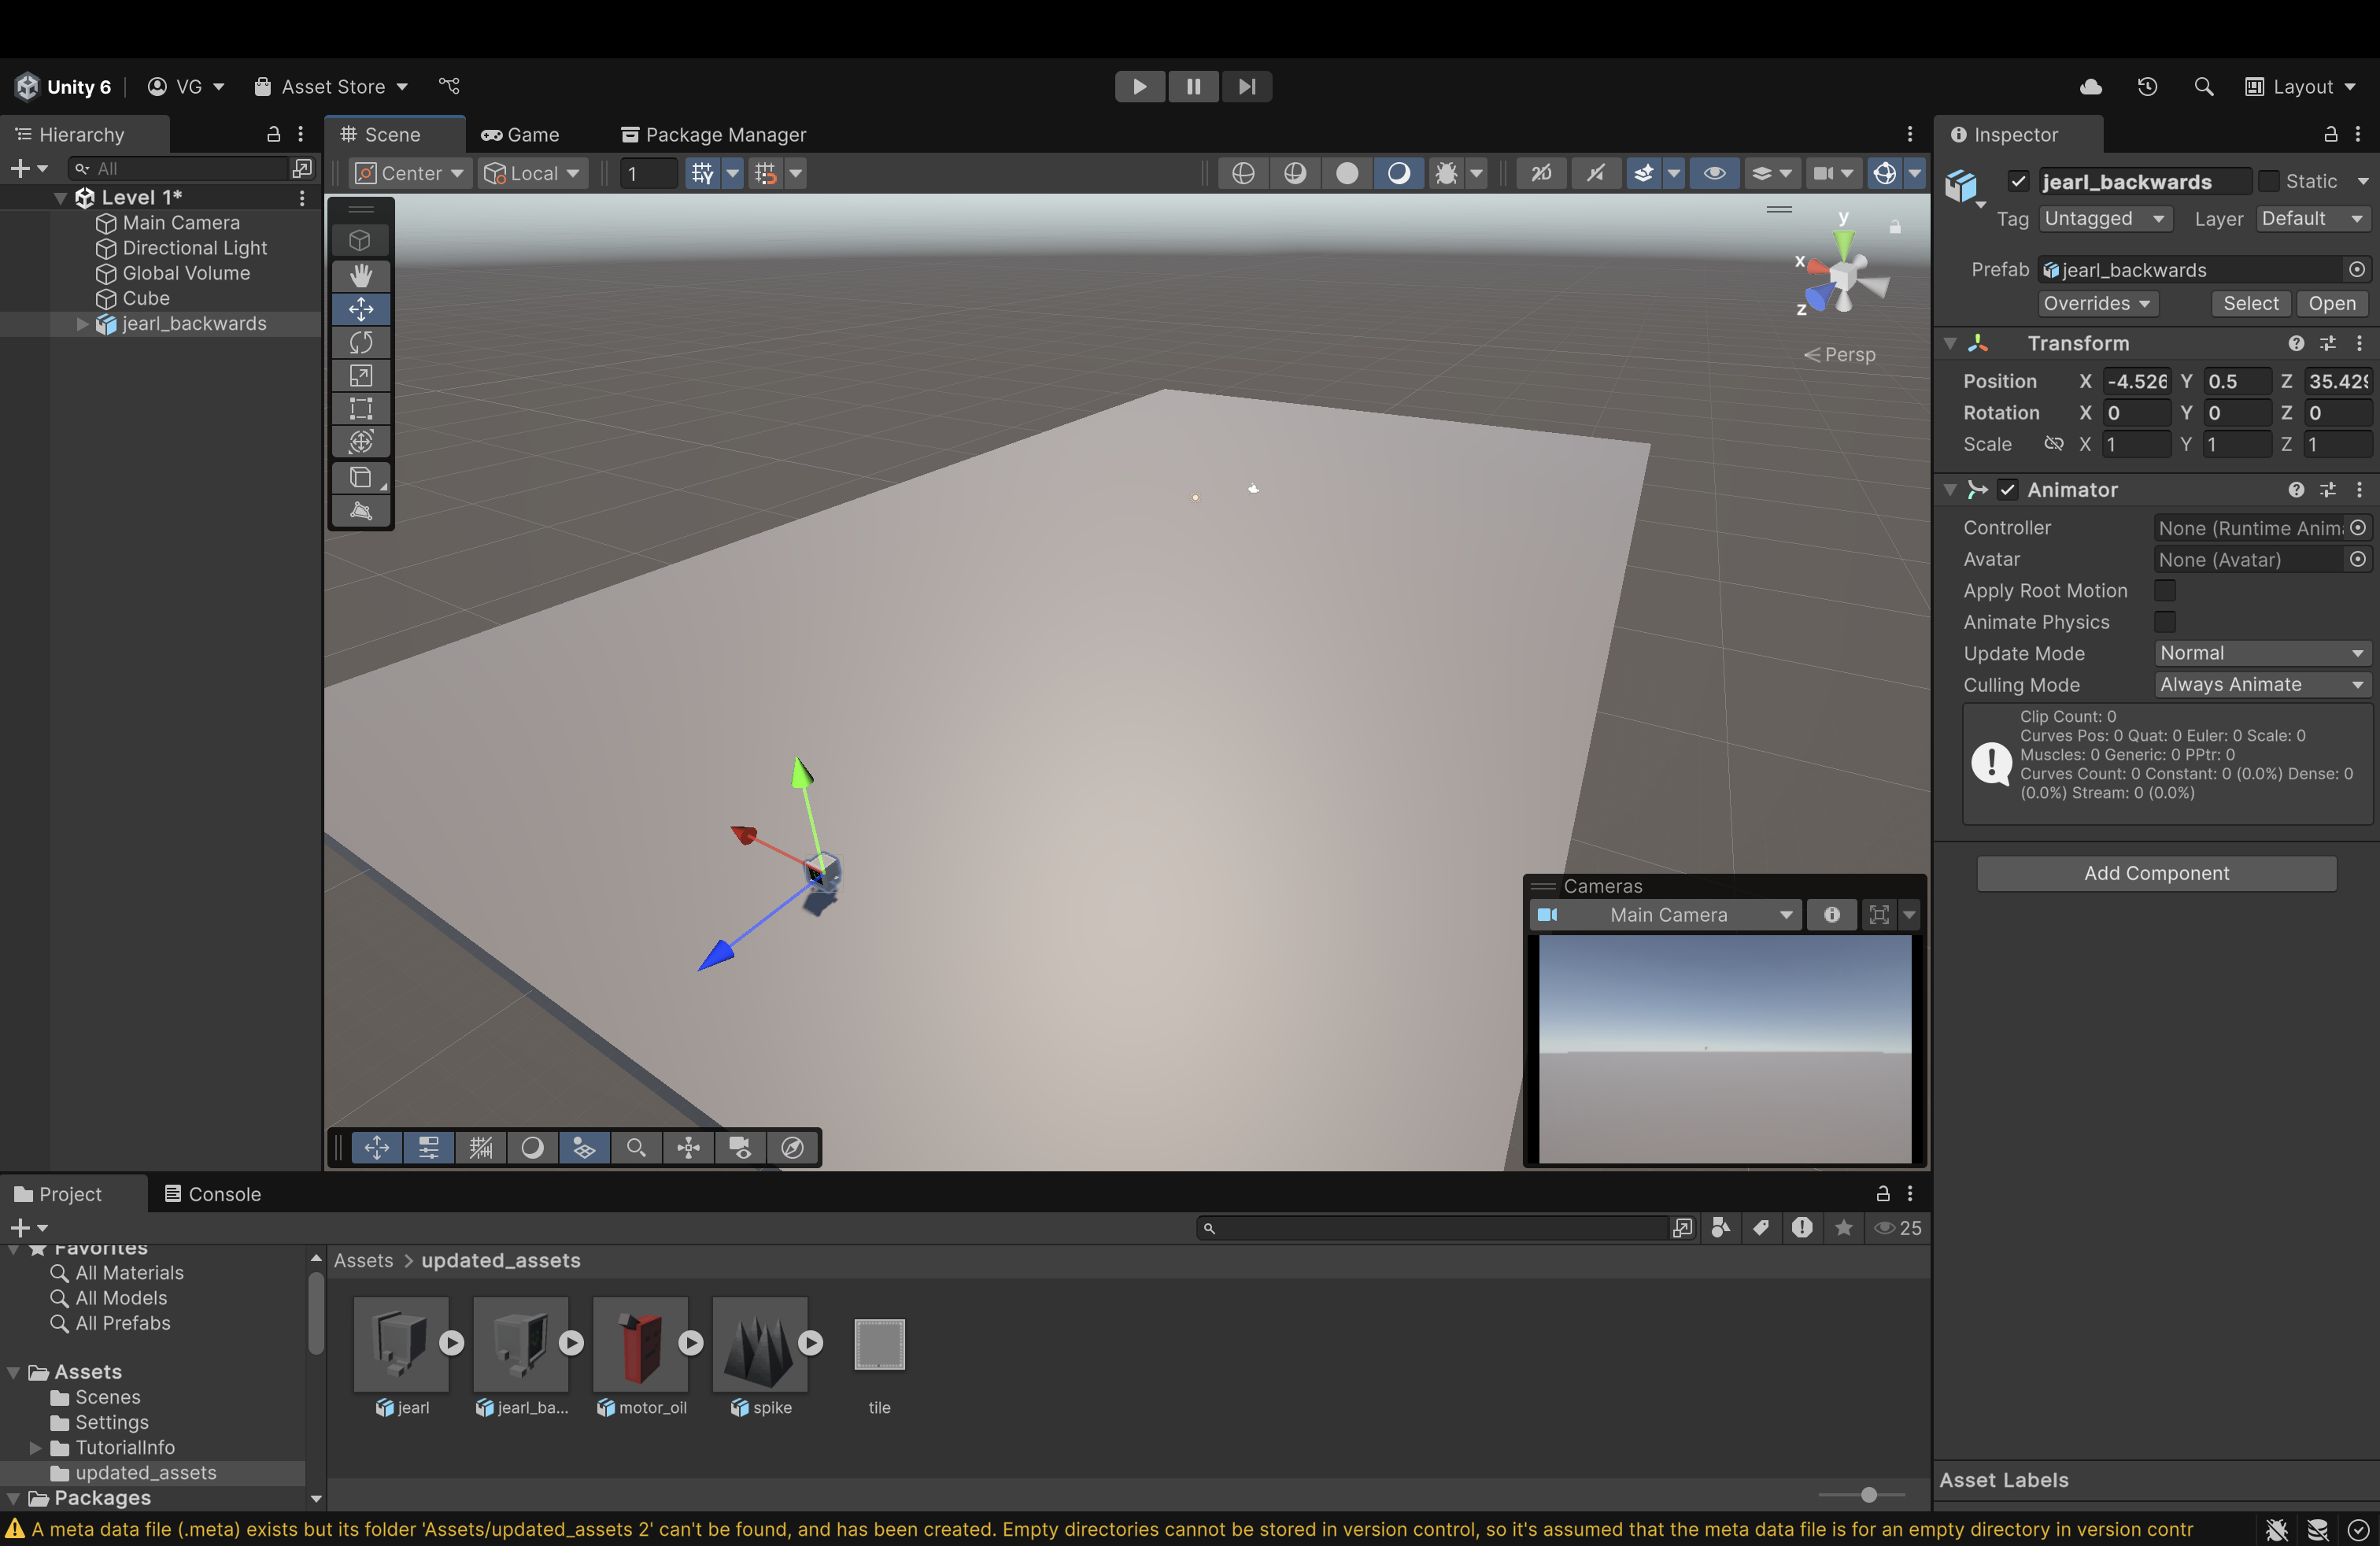 Unity 6 VG Asset Store Layout
Hierarchy
All
Level 1*
Main Camera
Directional Light
Global Volume
Cube
jearl_backwards
Scene Game Package Manager
Center Local 1 2D
y
x
z
Persp
Cameras
Main Camera
Inspector
jearl_backwards Static
Tag Untagged Layer Default
Prefab jearl_backwards
Overrides Select Open
Transform
Position X -4.526 Y 0.5 Z 35.429
Rotation X 0 Y 0 Z 0
Scale X 1 Y 1 Z 1
Animator
Controller None (Runtime Anima
Avatar None (Avatar)
Apply Root Motion
Animate Physics
Update Mode Normal
Culling Mode Always Animate
Clip Count: 0
Curves Pos: 0 Quat: 0 Euler: 0 Scale: 0
Muscles: 0 Generic: 0 PPtr: 0
Curves Count: 0 Constant: 0 (0.0%) Dense: 0
(0.0%) Stream: 0 (0.0%)
Add Component
Asset Labels
Project Console
25
Favorites
All Materials
All Models
All Prefabs
Assets
Scenes
Settings
TutorialInfo
updated_assets
Packages
Assets > updated_assets
jearl jearl_ba... motor_oil spike tile
A meta data file (.meta) exists but its folder 'Assets/updated_assets 2' can't be found, and has been created. Empty directories cannot be stored in version control, so it's assumed that the meta data file is for an empty directory in version contr